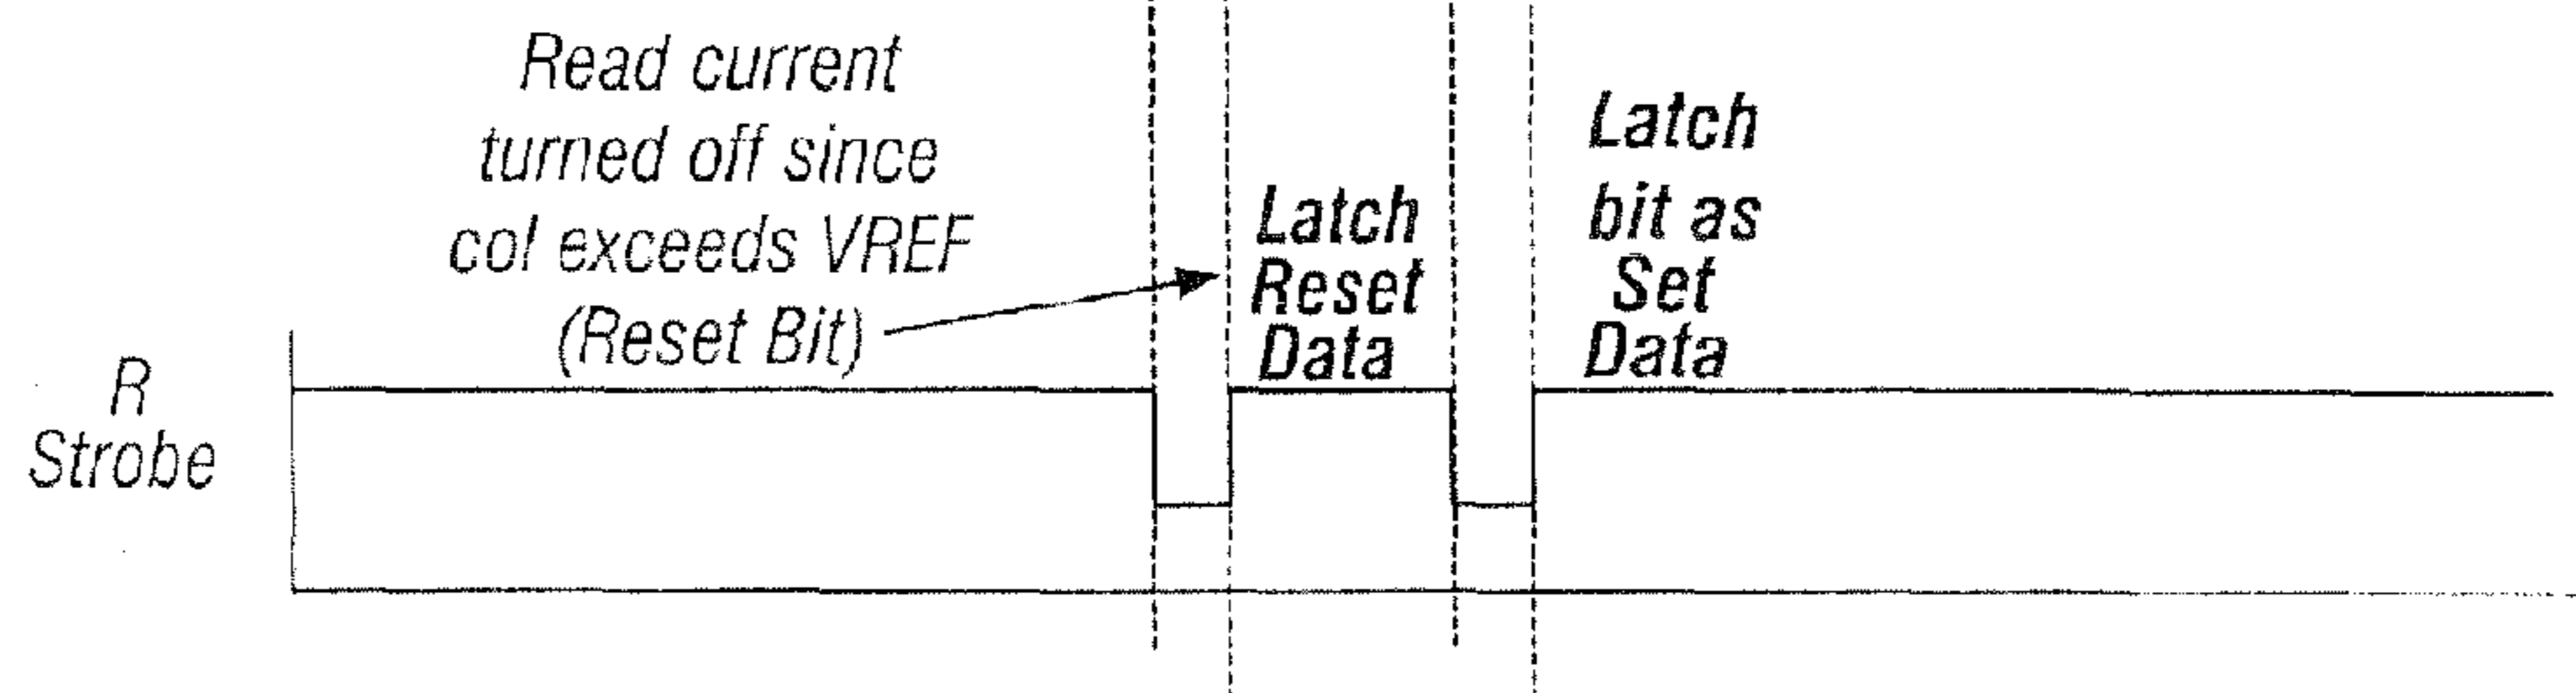 Read current
turned off since
col exceeds VREF
(Reset Bit)
Latch
Reset
Data
Latch
bit as
Set
Data
R
Strobe